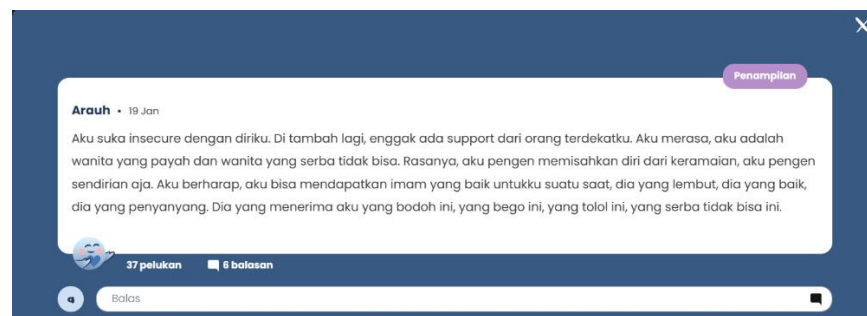 Penampilan
Arauh • 19 Jan
Aku suka insecure dengan diriku. Di tambah lagi, enggak ada support dari orang terdekatku. Aku merasa, aku adalah
wanita yang payah dan wanita yang serba tidak bisa. Rasanya, aku pengen memisahkan diri dari keramaian, aku pengen
sendirian aja. Aku berharap, aku bisa mendapatkan imam yang baik untukku suatu saat, dia yang lembut, dia yang baik,
dia yang penyanyang. Dia yang menerima aku yang bodoh ini, yang bego ini, yang tolol ini, yang serba tidak bisa ini.
37 pelukan 6 balasan
a Balas